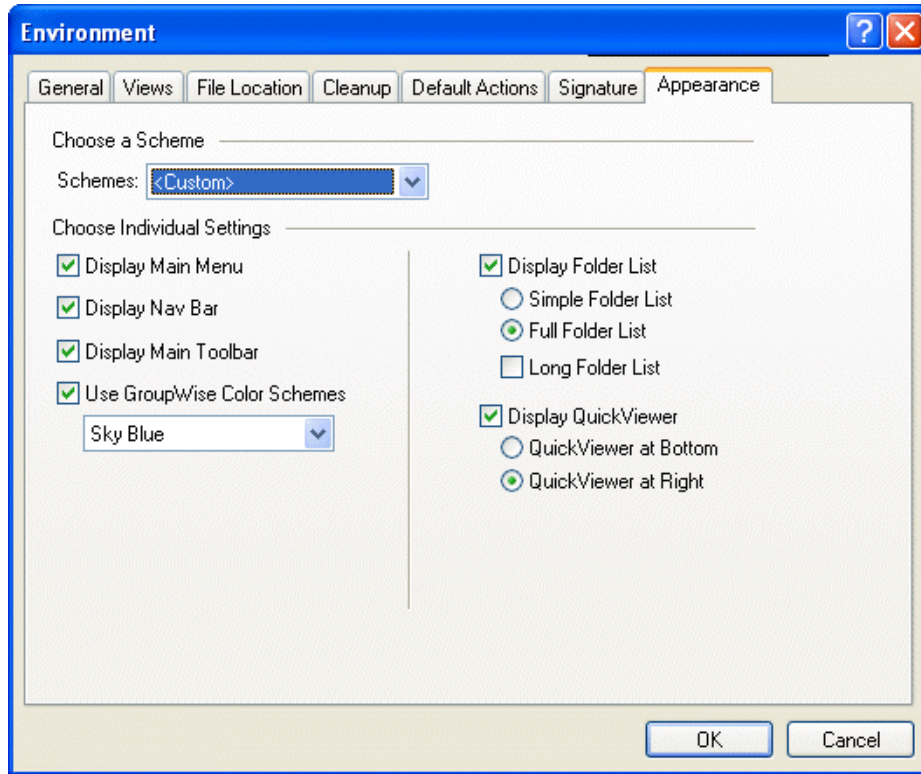 Environment
General Views File Location Cleanup Default Actions Signature Appearance
Choose a Scheme
Schemes: <Custom>
Choose Individual Settings
Display Main Menu
Display Nav Bar
Display Main Toolbar
Use GroupWise Color Schemes
Sky Blue
Display Folder List
Simple Folder List
Full Folder List
Long Folder List
Display QuickViewer
QuickViewer at Bottom
QuickViewer at Right
OK Cancel